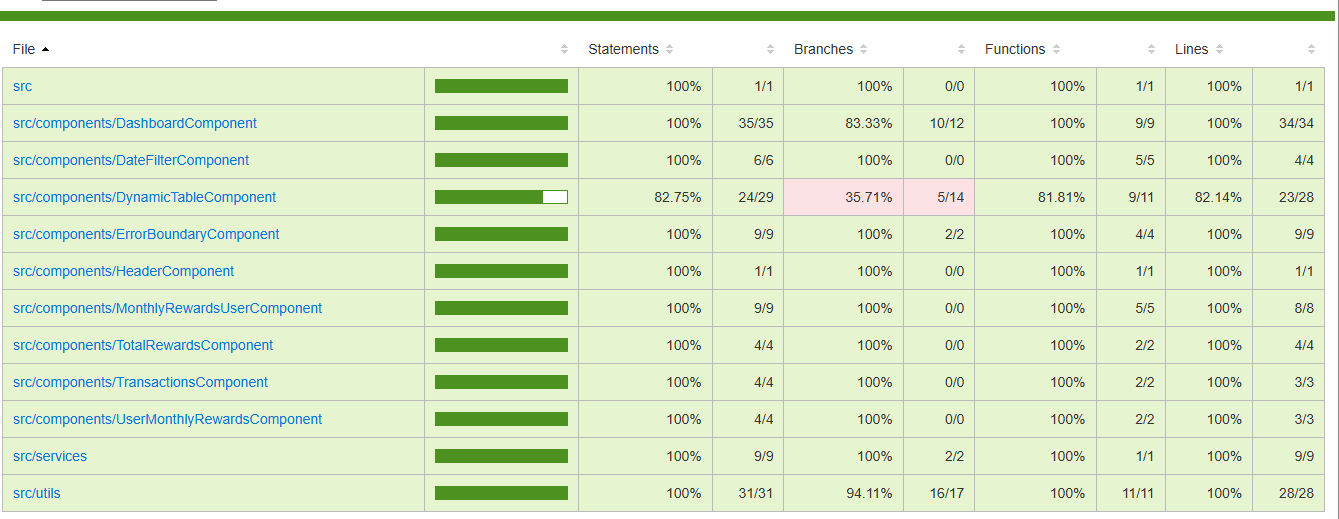 File Statements Branches Functions Lines
src 100% 1/1 100% 0/0 100% 1/1 100% 1/1
src/components/DashboardComponent 100% 35/35 83.33% 10/12 100% 9/9 100% 34/34
src/components/DateFilterComponent 100% 6/6 100% 0/0 100% 5/5 100% 4/4
src/components/DynamicTableComponent 82.75% 24/29 35.71% 5/14 81.81% 9/11 82.14% 23/28
src/components/ErrorBoundaryComponent 100% 9/9 100% 2/2 100% 4/4 100% 9/9
src/components/HeaderComponent 100% 1/1 100% 0/0 100% 1/1 100% 1/1
src/components/MonthlyRewardsUserComponent 100% 9/9 100% 0/0 100% 5/5 100% 8/8
src/components/TotalRewardsComponent 100% 4/4 100% 0/0 100% 2/2 100% 4/4
src/components/TransactionsComponent 100% 4/4 100% 0/0 100% 2/2 100% 3/3
src/components/UserMonthlyRewardsComponent 100% 4/4 100% 0/0 100% 2/2 100% 3/3
src/services 100% 9/9 100% 2/2 100% 1/1 100% 9/9
src/utils 100% 31/31 94.11% 16/17 100% 11/11 100% 28/28